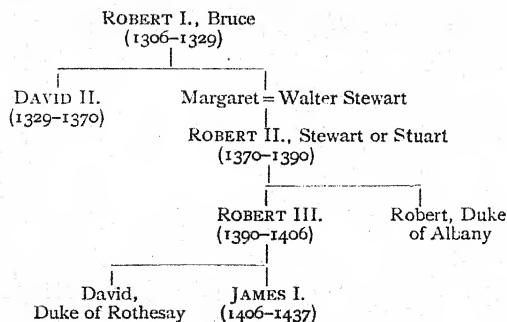 ROBERT I., Bruce
(1306–1329)
DAVID II.
(1329–1370)
Margaret = Walter Stewart
ROBERT II., Stewart or Stuart
(1370–1390)
ROBERT III.
(1390–1406)
Robert, Duke
of Albany
David,
Duke of Rothesay
JAMES I.
(1406–1437)